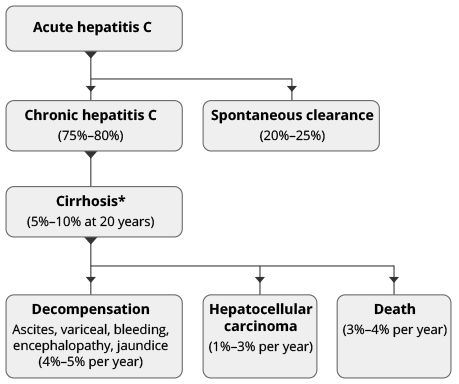 Acute hepatitis C
Chronic hepatitis C
(75%–80%)
Spontaneous clearance
(20%–25%)
Cirrhosis*
(5%–10% at 20 years)
Decompensation
Ascites, variceal, bleeding,
encephalopathy, jaundice
(4%–5% per year)
Hepatocellular
carcinoma
(1%–3% per year)
Death
(3%–4% per year)